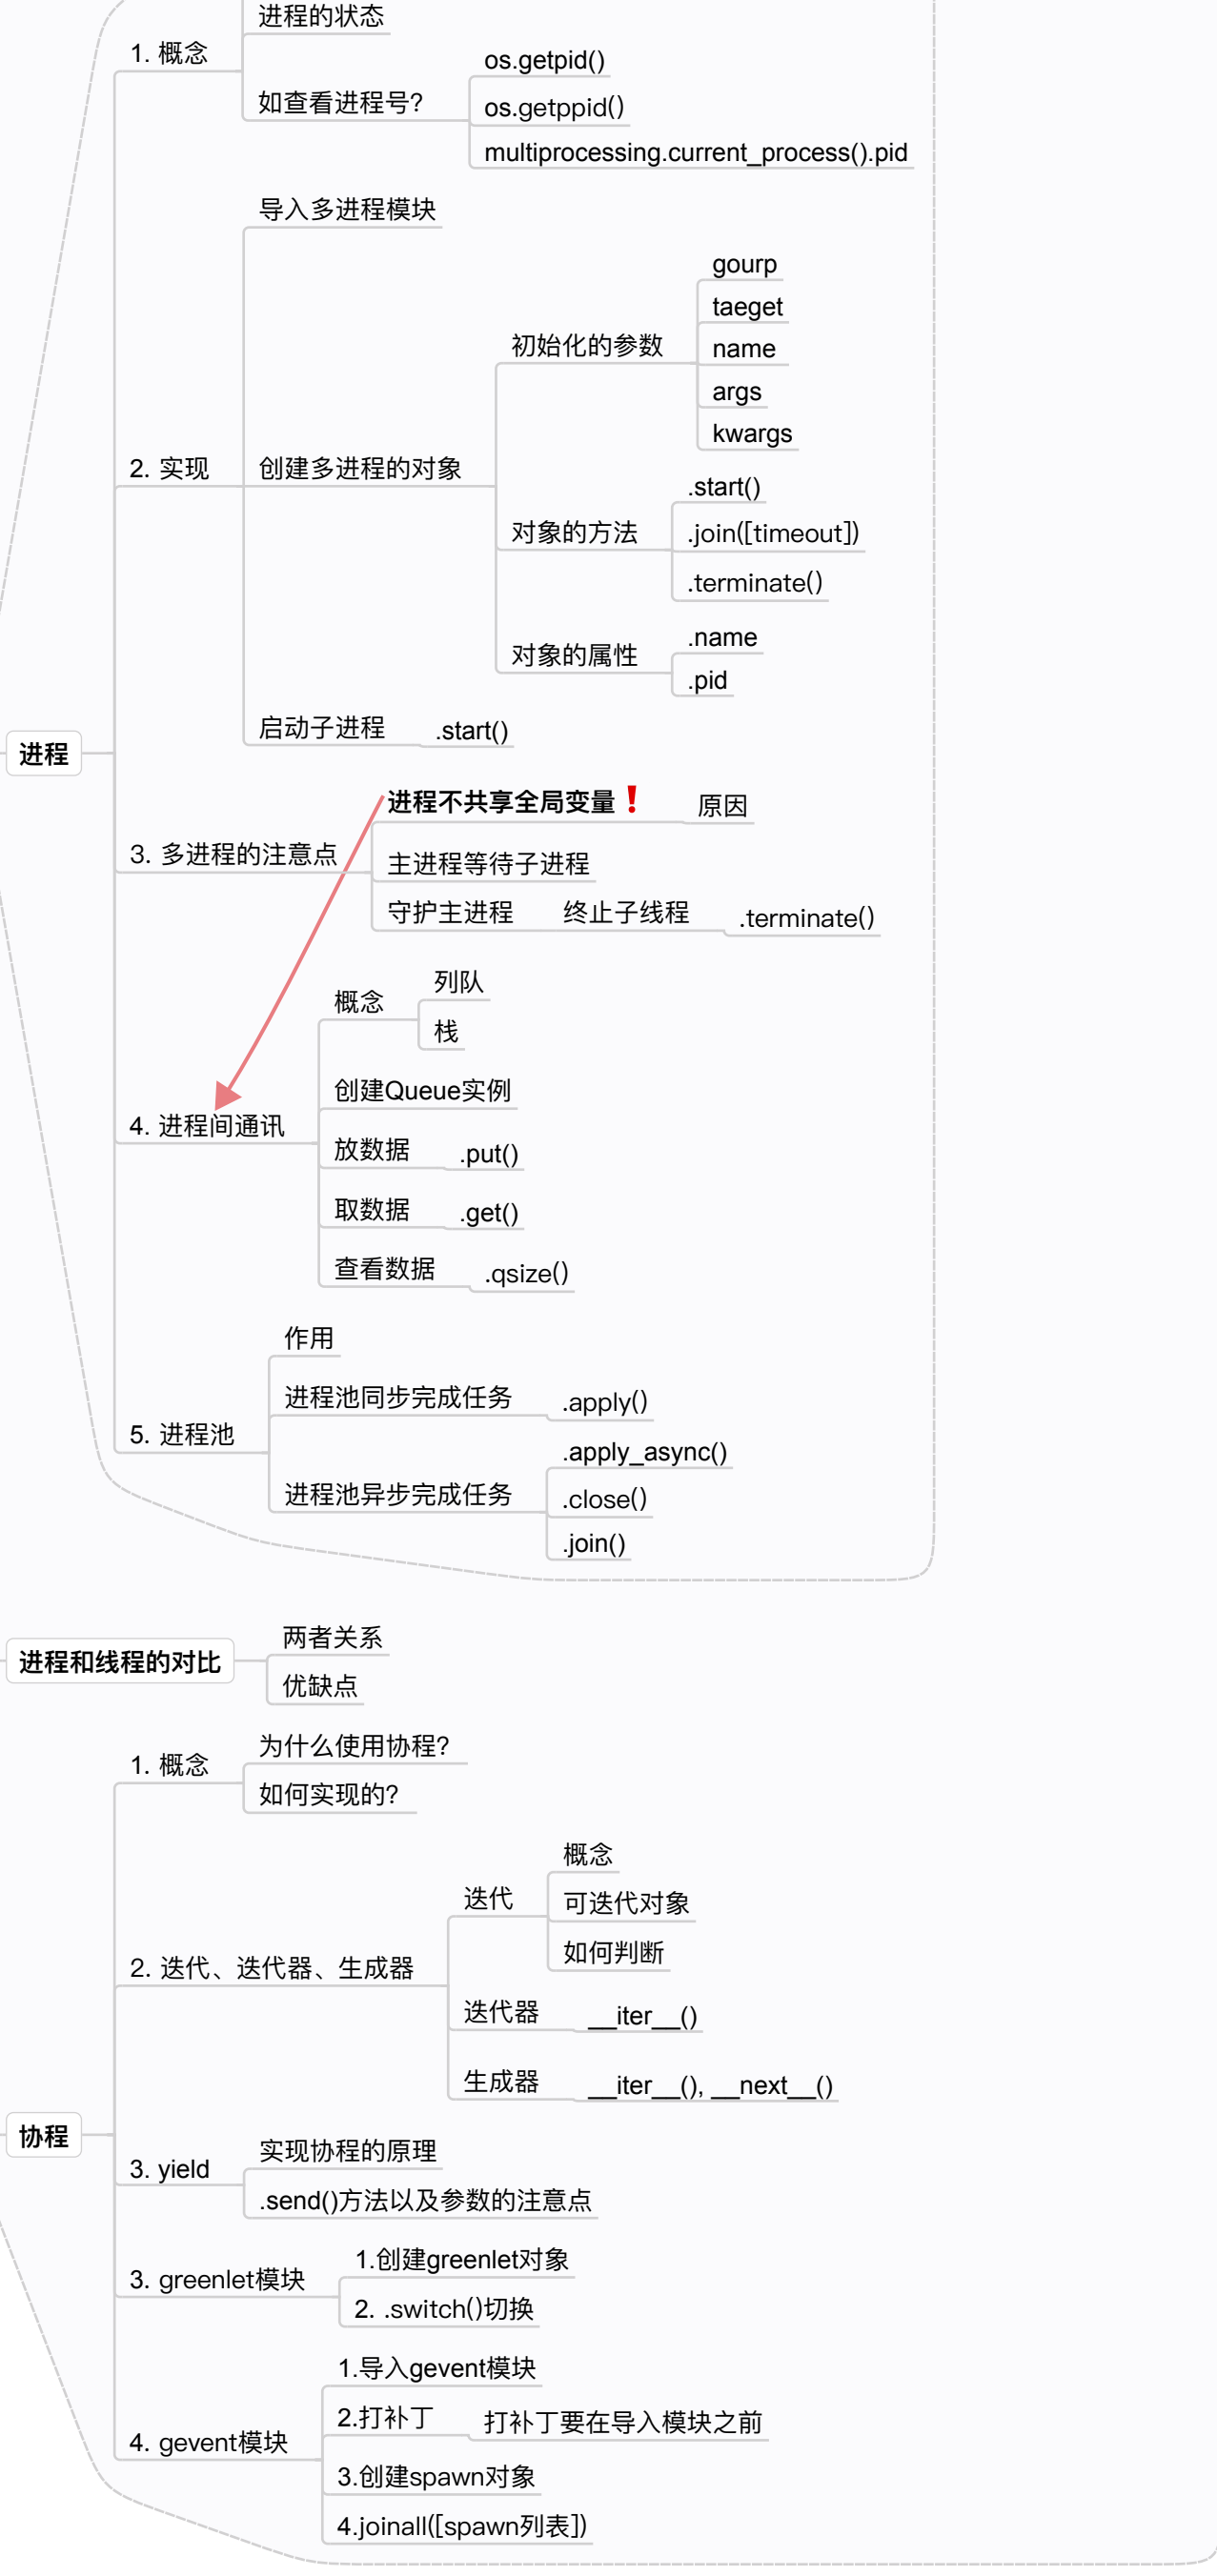 进程的状态
1. 概念
os.getpid()
如查看进程号?
os.getppid()
multiprocessing.current_process().pid
导入多进程模块
gourp
taeget
初始化的参数
name
args
kwargs
2. 实现
创建多进程的对象
.start()
对象的方法
.join([timeout])
.terminate()
对象的属性
.name
.pid
启动子进程
.start()
进程
进程不共享全局变量
原因
3. 多进程的注意点
主进程等待子进程
守护主进程
终止子线程
.terminate()
概念
列队
栈
创建Queue实例
4. 进程间通讯
放数据
.put()
取数据
.get()
查看数据
.qsize()
作用
进程池同步完成任务
.apply()
5. 进程池
.apply_async()
进程池异步完成任务
.close()
.join()
进程和线程的对比
两者关系
优缺点
1. 概念
为什么使用协程?
如何实现的?
概念
迭代
可迭代对象
如何判断
2. 迭代、迭代器、生成器
迭代器
__iter__()
生成器
__iter__(), __next__()
协程
实现协程的原理
3. yield
.send()方法以及参数的注意点
1.创建greenlet对象
3. greenlet模块
2. .switch()切换
1.导入gevent模块
2.打补丁
打补丁要在导入模块之前
4. gevent模块
3.创建spawn对象
4.joinall([spawn列表])